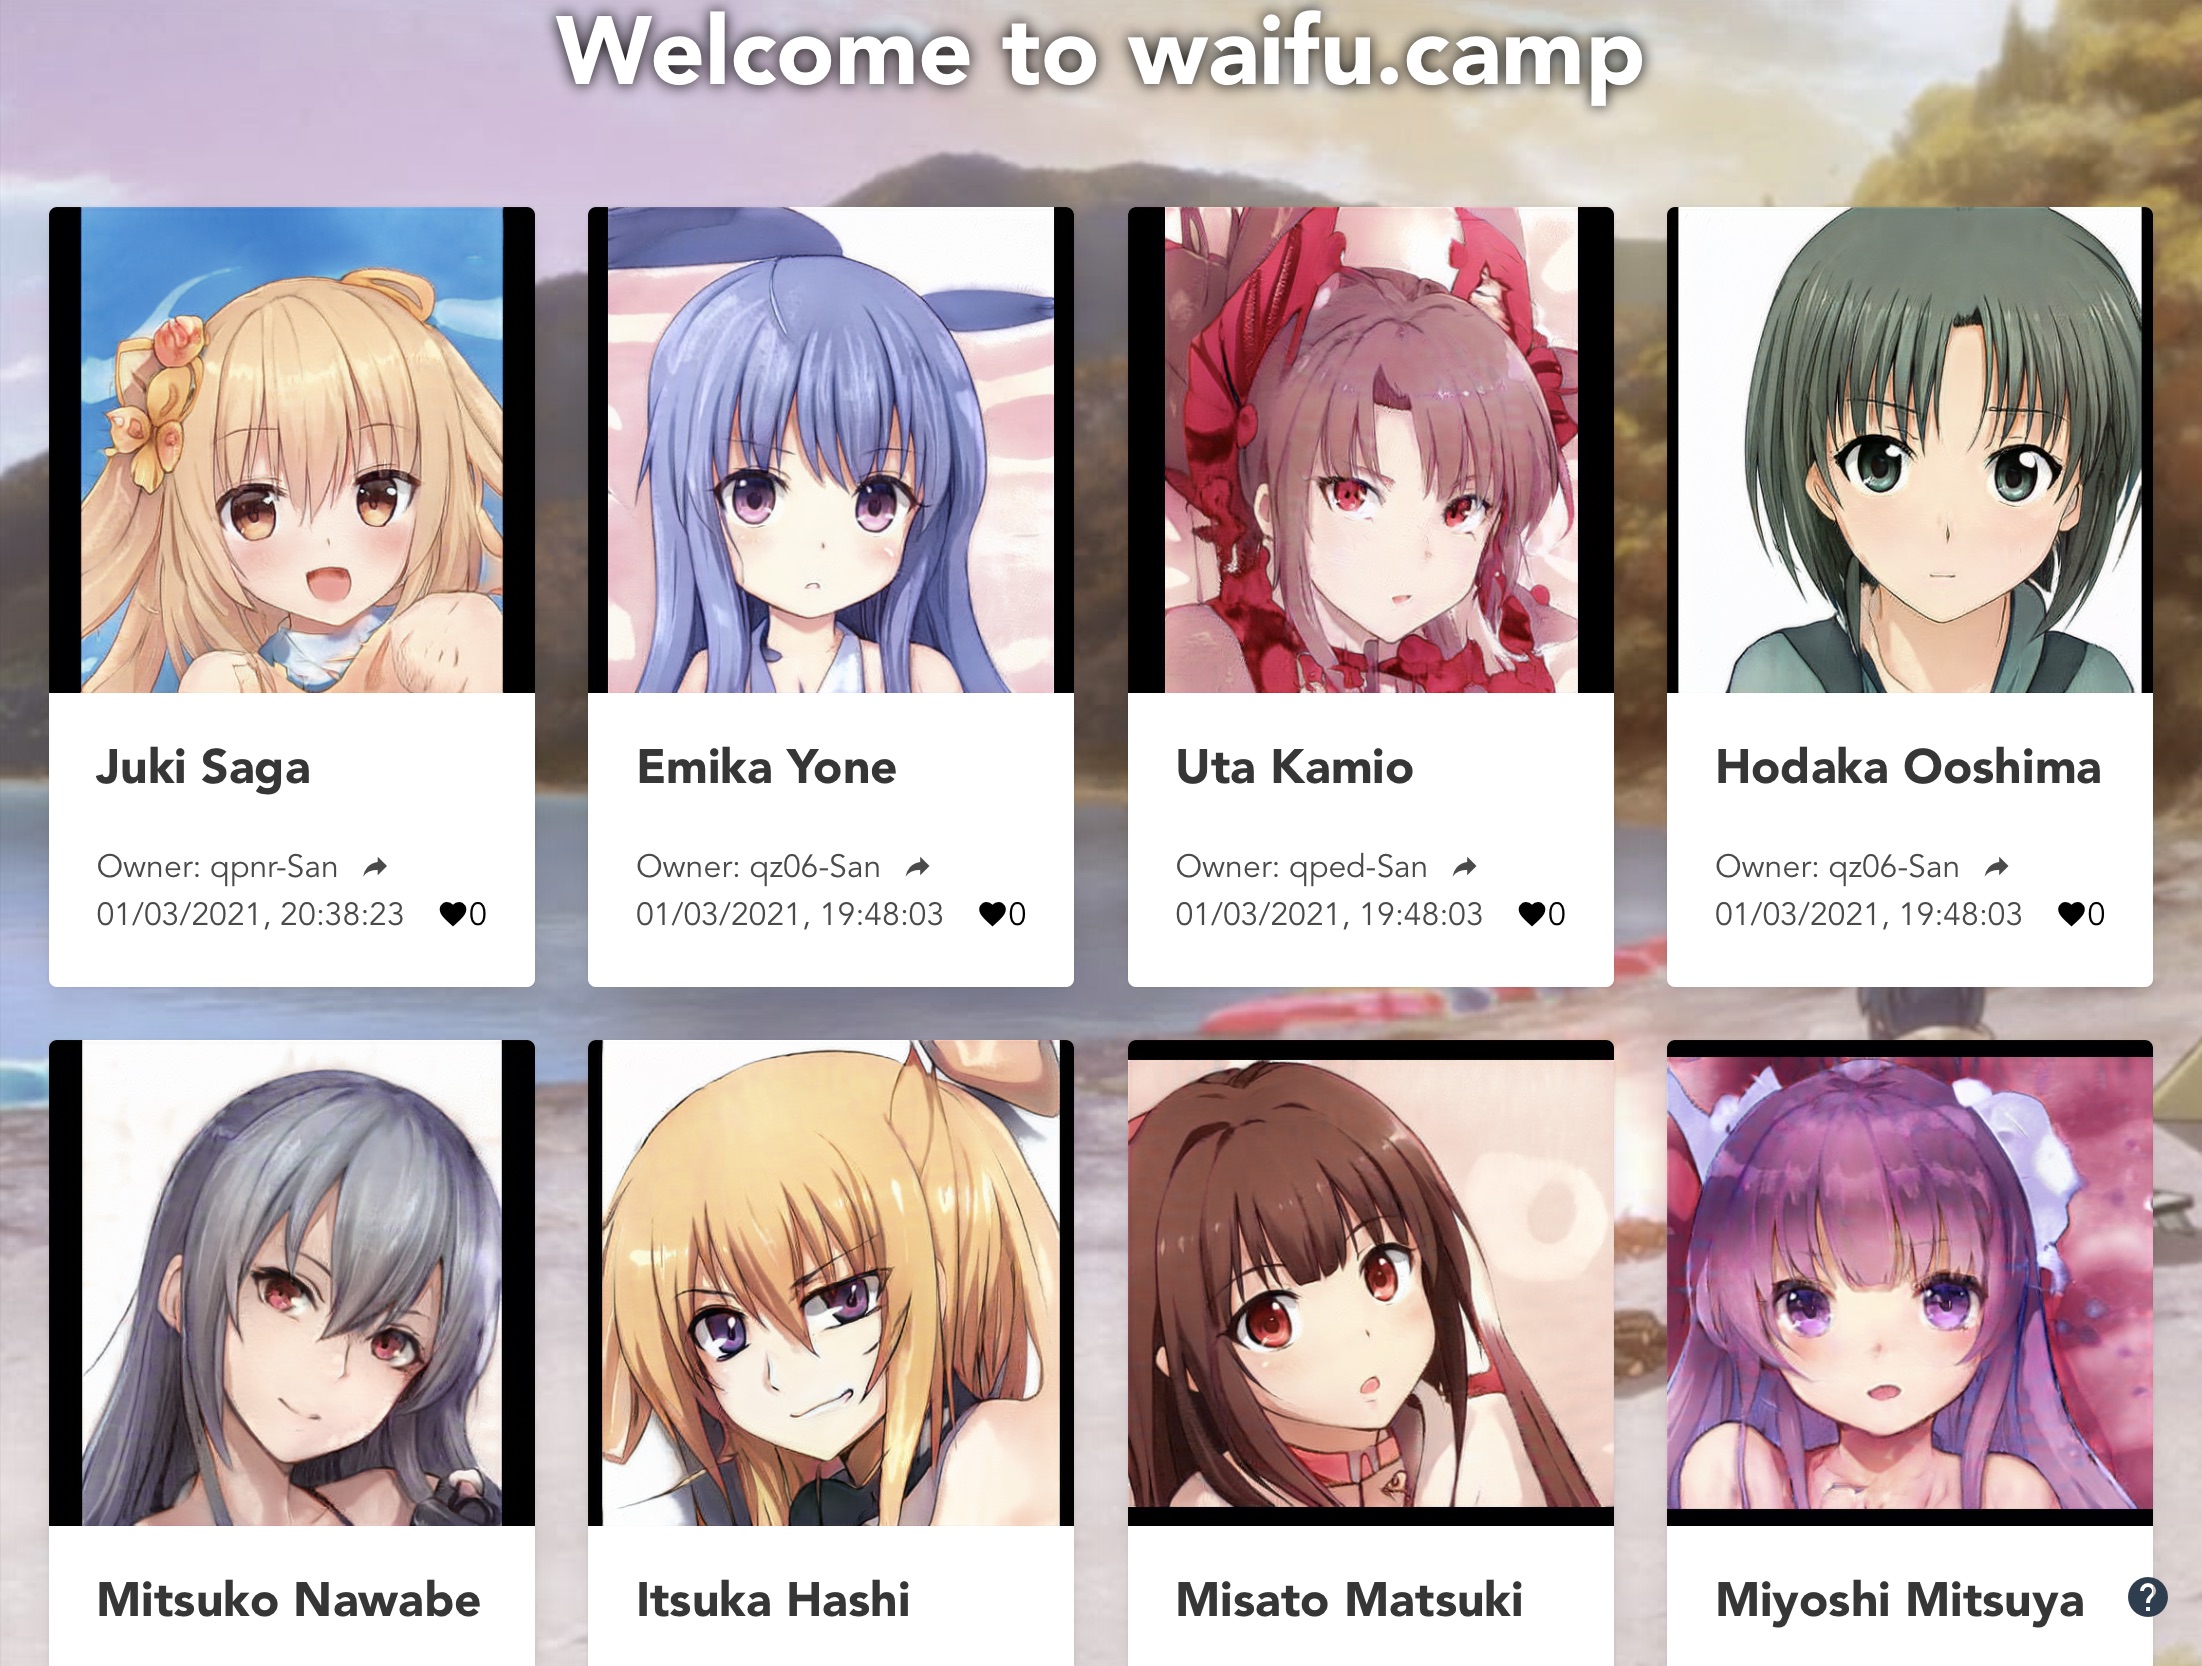 Welcome to waifu.camp
Juki Saga
Owner: qpnr-San
01/03/2021, 20:38:23 0
Emika Yone
Owner: qz06-San
01/03/2021, 19:48:03 0
Uta Kamio
Owner: qped-San
01/03/2021, 19:48:03 0
Hodaka Ooshima
Owner: qz06-San
01/03/2021, 19:48:03 0
Mitsuko Nawabe
Itsuka Hashi
Misato Matsuki
Miyoshi Mitsuya
?